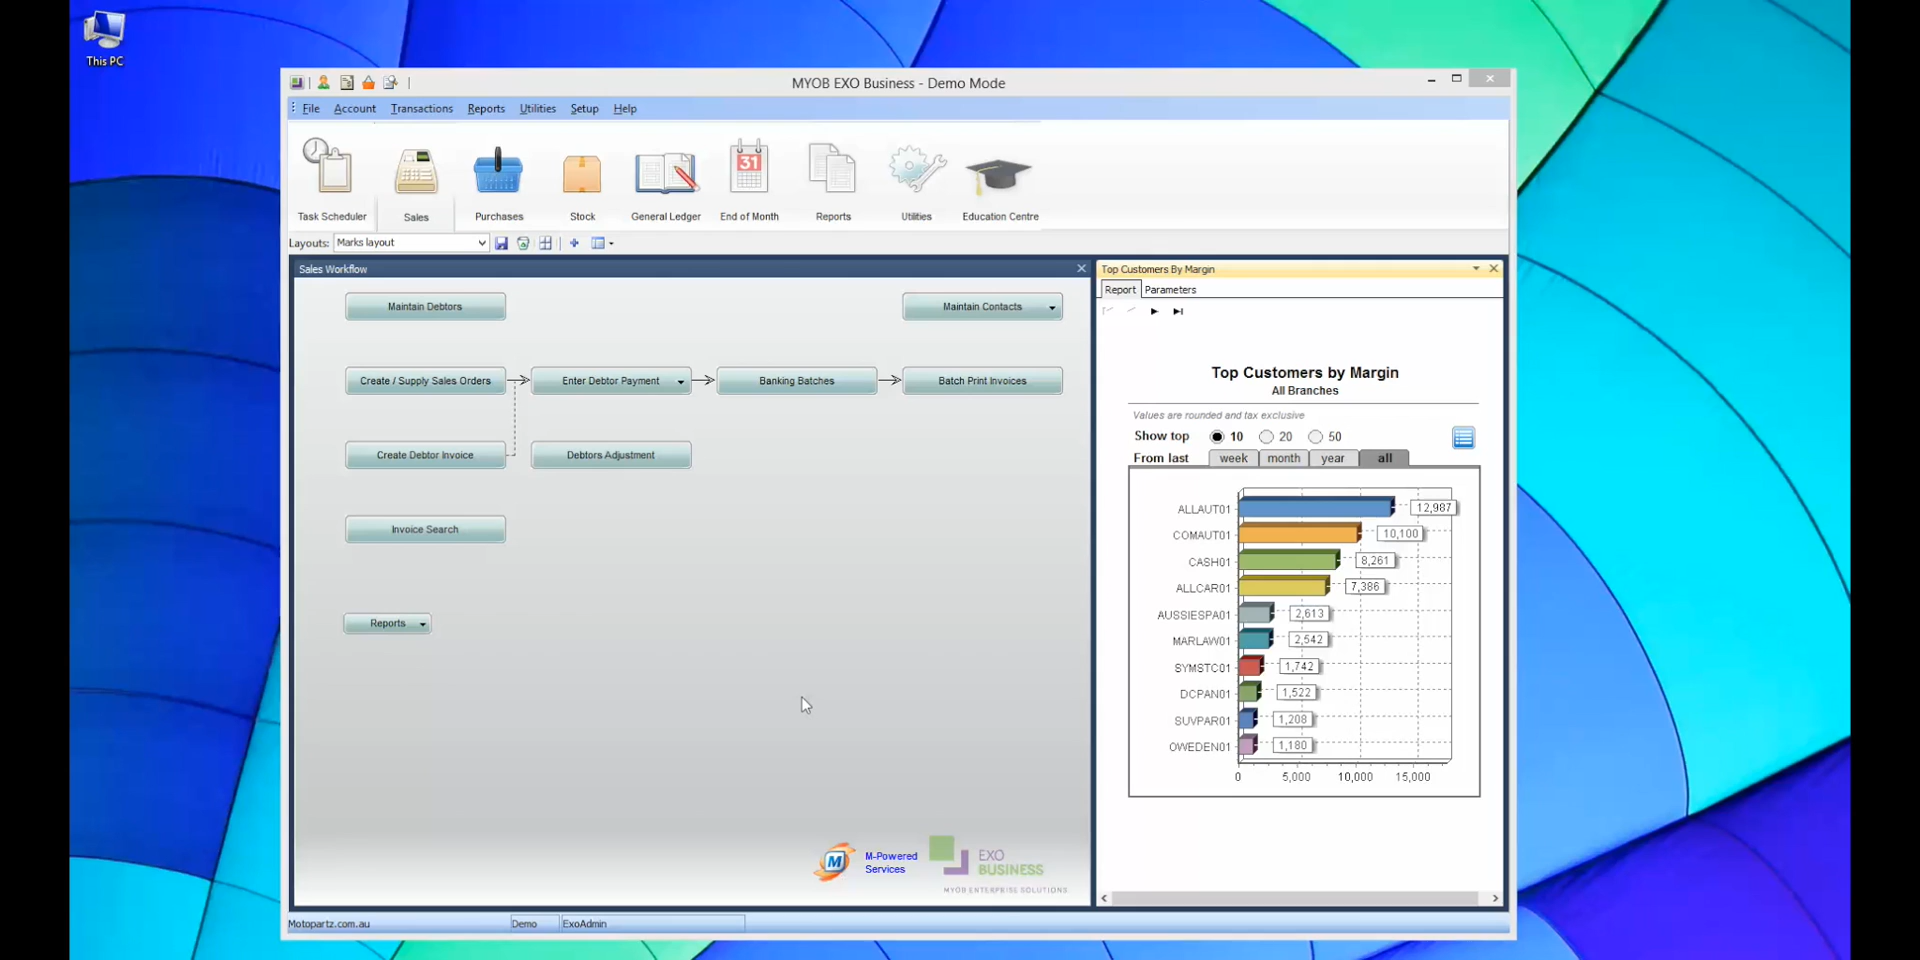 This PC
MYOB EXO Business - Demo Mode
File Account Transactions Reports Utilities Setup Help
31
Task Scheduler Sales Purchases Stock General Ledger End of Month Reports Utilities Education Centre
Layouts: Marks layout
Sales Workflow
Maintain Debtors
Maintain Contacts
Create / Supply Sales Orders
Enter Debtor Payment
Banking Batches
Batch Print Invoices
Create Debtor Invoice
Debtors Adjustment
Invoice Search
Reports
M
M-Powered
Services
EXO
BUSINESS
MYOB ENTERPRISE SOLUTIONS
Top Customers By Margin
Report Parameters
Top Customers by Margin
All Branches
Values are rounded and tax exclusive
Show top 10 20 50
From last week month year all
ALLAUT01 12,987
COMAUT01 10,100
CASH01 8,261
ALLCAR01 7,386
AUSSIESPA01 2,613
MARLAW01 2,542
SYMSTC01 1,742
DCPAN01 1,522
SUVPAR01 1,208
OWEDEN01 1,180
0 5,000 10,000 15,000
Motopartz.com.au Demo ExoAdmin